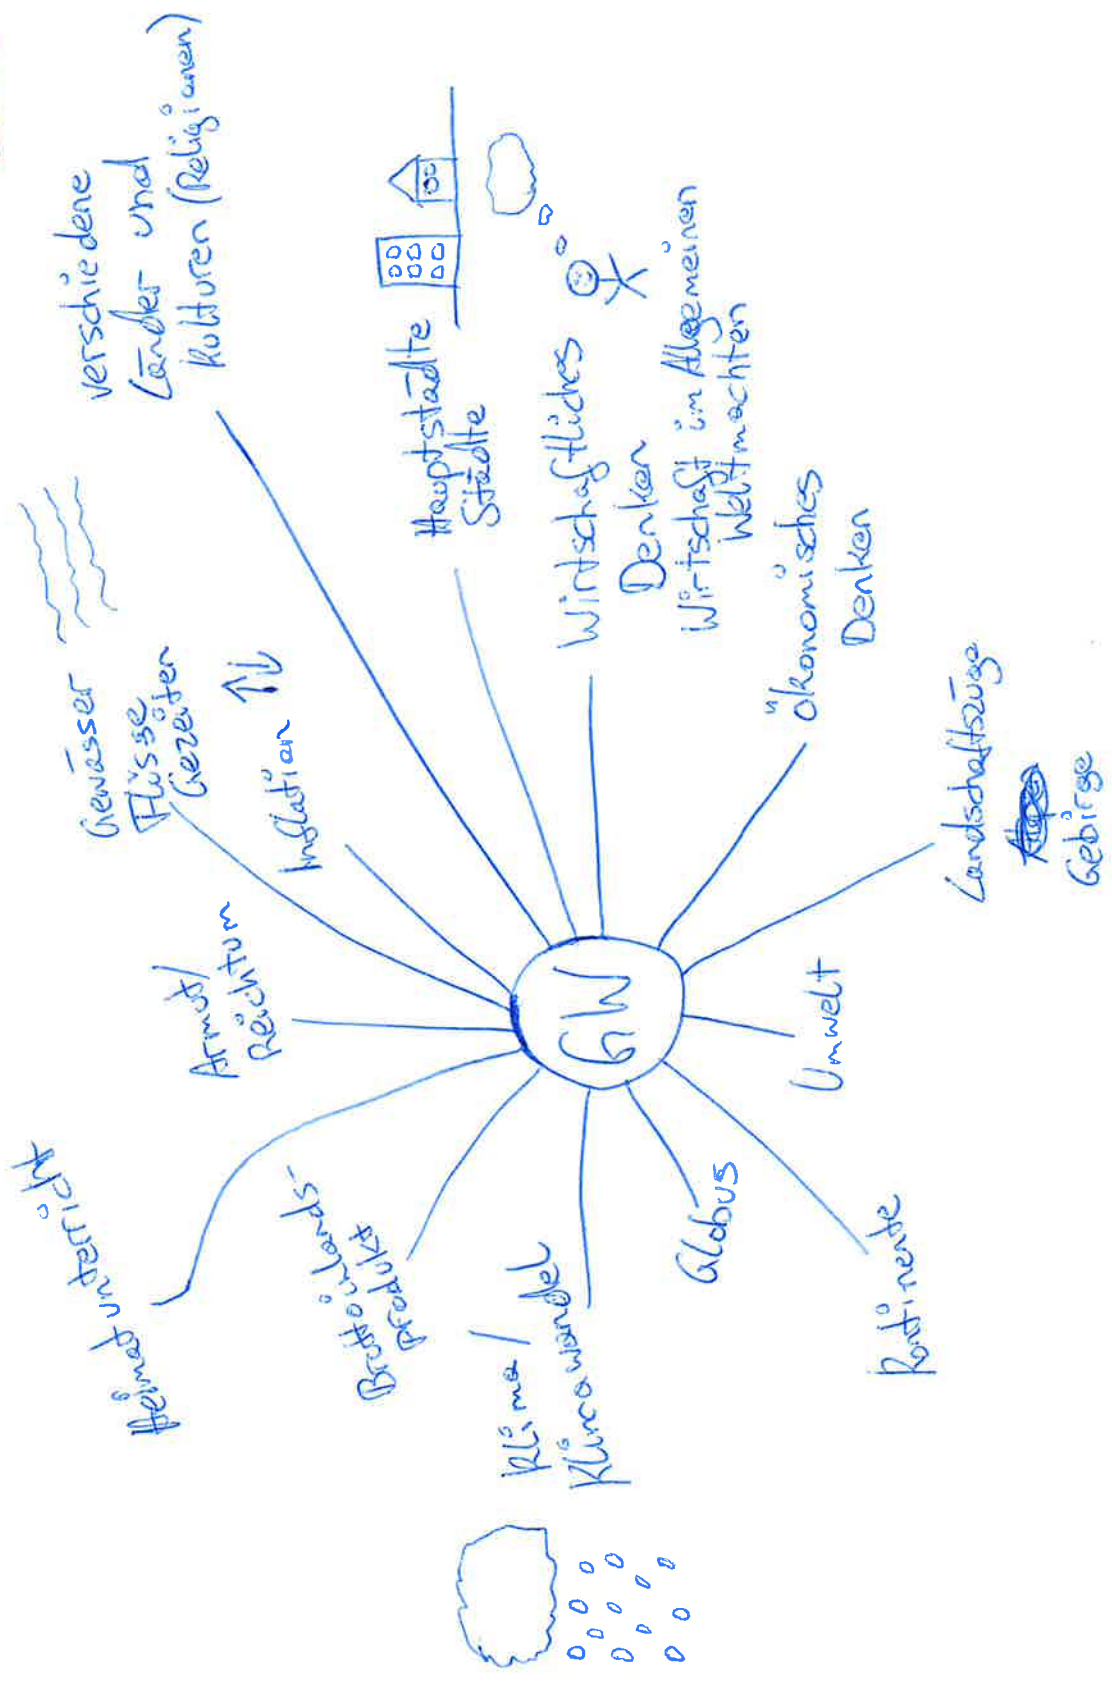 GW
verschiedene
Länder und
Kulturen (Religionen)
Hauptstädte
Städte
Wirtschaftliches
Denken
Wirtschaft im Allgemeinen
Weltmächten
Ökonomisches
Denken
Landschaftszüge
Gebirge
Umwelt
Kontinente
Globus
Klima /
Klimawandel
Bruttoinlands-
produkt
Heimatunterricht
Armut/
Reichtum
Gewässer
Flüsse
Gezeiten
Inflation ↑↓